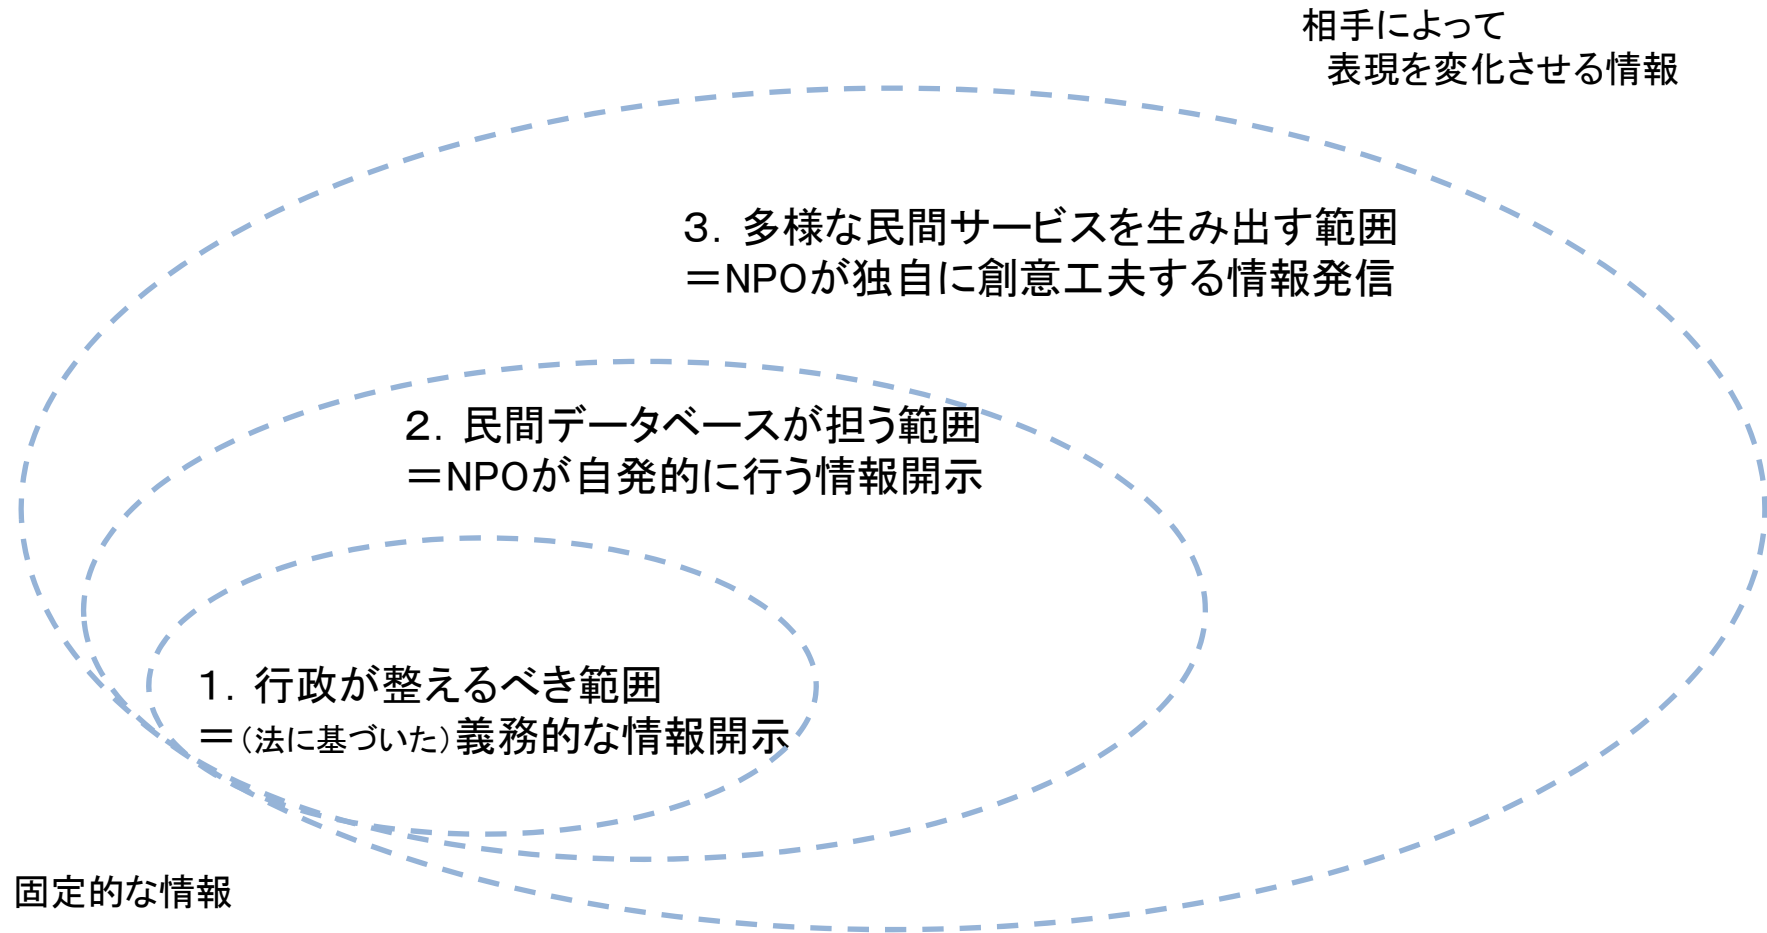 相手によって
表現を変化させる情報
３．多様な民間サービスを生み出す範囲
＝NPOが独自に創意工夫する情報発信
２．民間データベースが担う範囲
＝NPOが自発的に行う情報開示
１．行政が整えるべき範囲
＝（法に基づいた）義務的な情報開示
固定的な情報